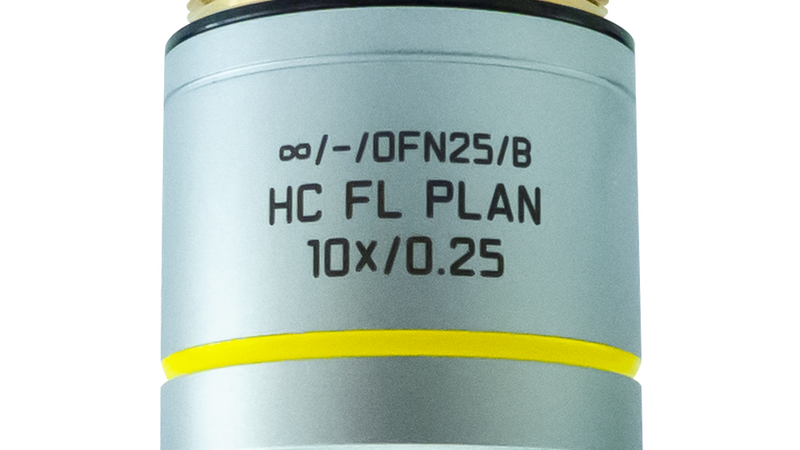 ∞/-/OFN25/B
HC FL PLAN
10x/0.25